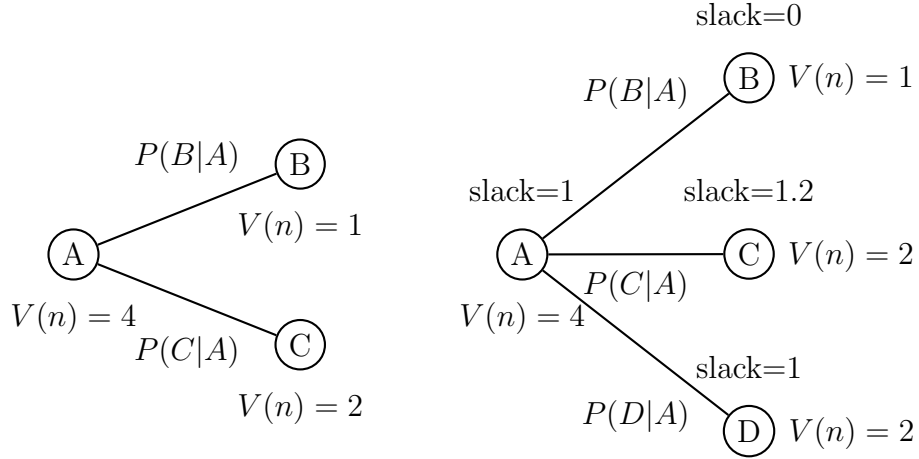 P(B|A)
B
V(n) = 1
A
V(n) = 4
P(C|A)
C
V(n) = 2
slack=0
B
V(n) = 1
P(B|A)
slack=1
slack=1.2
A
C
V(n) = 2
P(C|A)
V(n) = 4
slack=1
P(D|A)
D
V(n) = 2